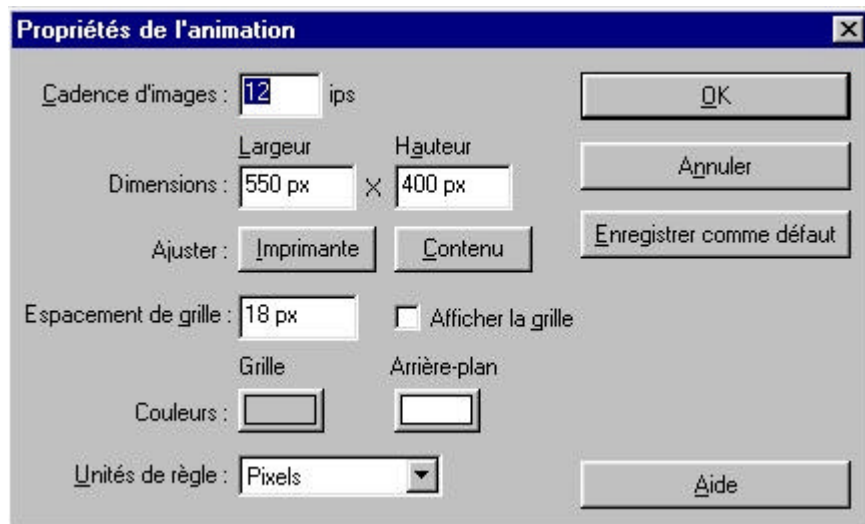 Propriétés de l'animation
Cadence d'images : 12 ips
OK
Largeur Hauteur
Dimensions : 550 px × 400 px
Annuler
Ajuster : Imprimante Contenu
Enregistrer comme défaut
Espacement de grille : 18 px Afficher la grille
Grille Arrière-plan
Couleurs :
Unités de règle : Pixels
Aide